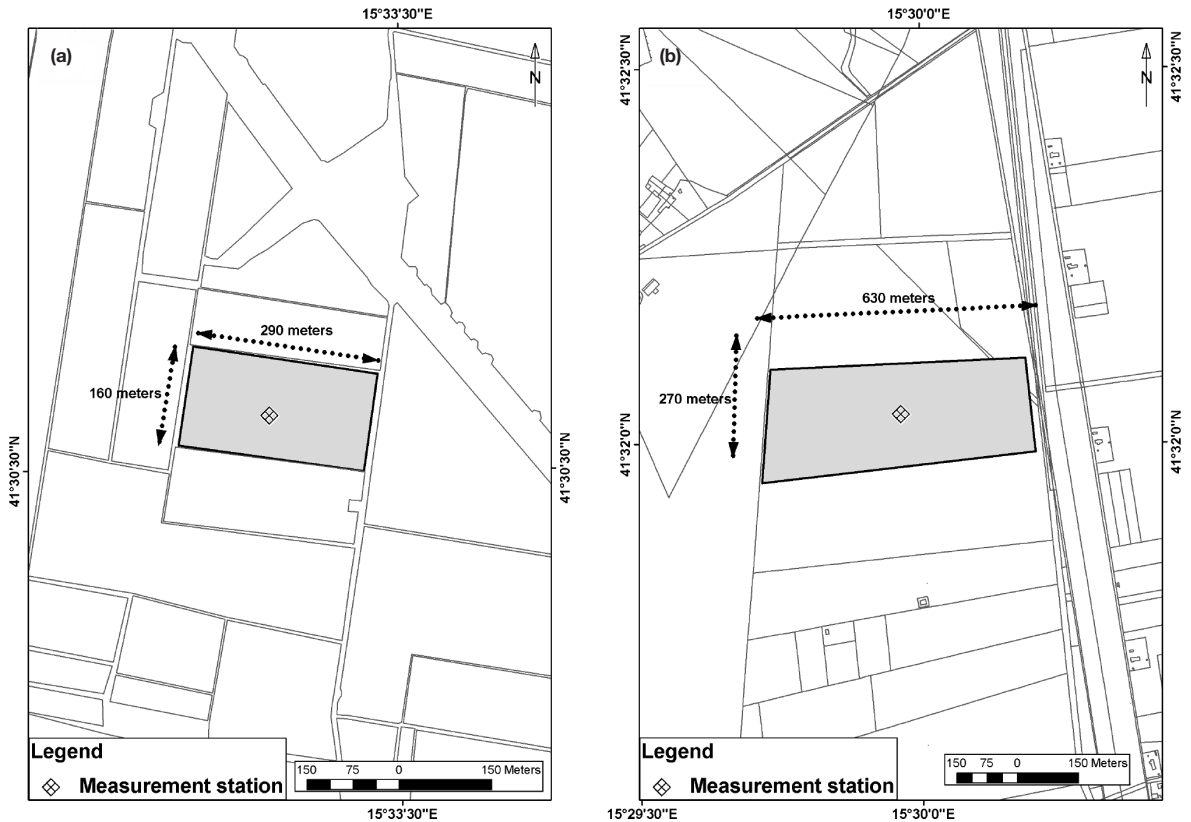 15°33'30"E
15°30'0"E
(a)
N
(b)
N
41°32'30"N
41°32'30"N
290 meters
630 meters
160 meters
270 meters
41°30'30"N
41°30'30"N
41°32'0"N
41°32'0"N
Legend
Measurement station
150 75 0 150 Meters
Legend
Measurement station
150 75 0 150 Meters
15°33'30"E
15°29'30"E
15°30'0"E